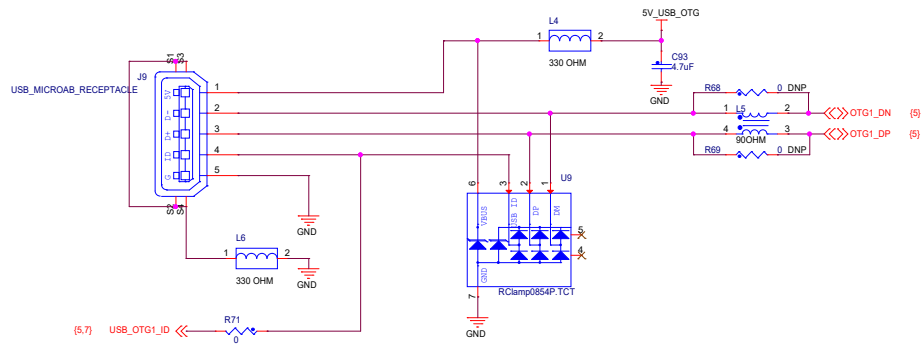 5V_USB_OTG
L4
1 2
330 OHM
C93
4.7uF
GND
S1 S3
J9
USB_MICROAB_RECEPTACLE
5V 1
D- 2
D+ 3
ID 4
G 5
S2 S4
R68 0 DNP
L5
1 2
OTG1_DN {5}
4 3
90OHM
OTG1_DP {5}
R69 0 DNP
U9
6 3 2 1
VBUS USB ID DP DM
5
4
GND
7
RClamp0854P.TCT
GND
GND
L6
1 2
330 OHM
GND
R71
{5,7} USB_OTG1_ID
0